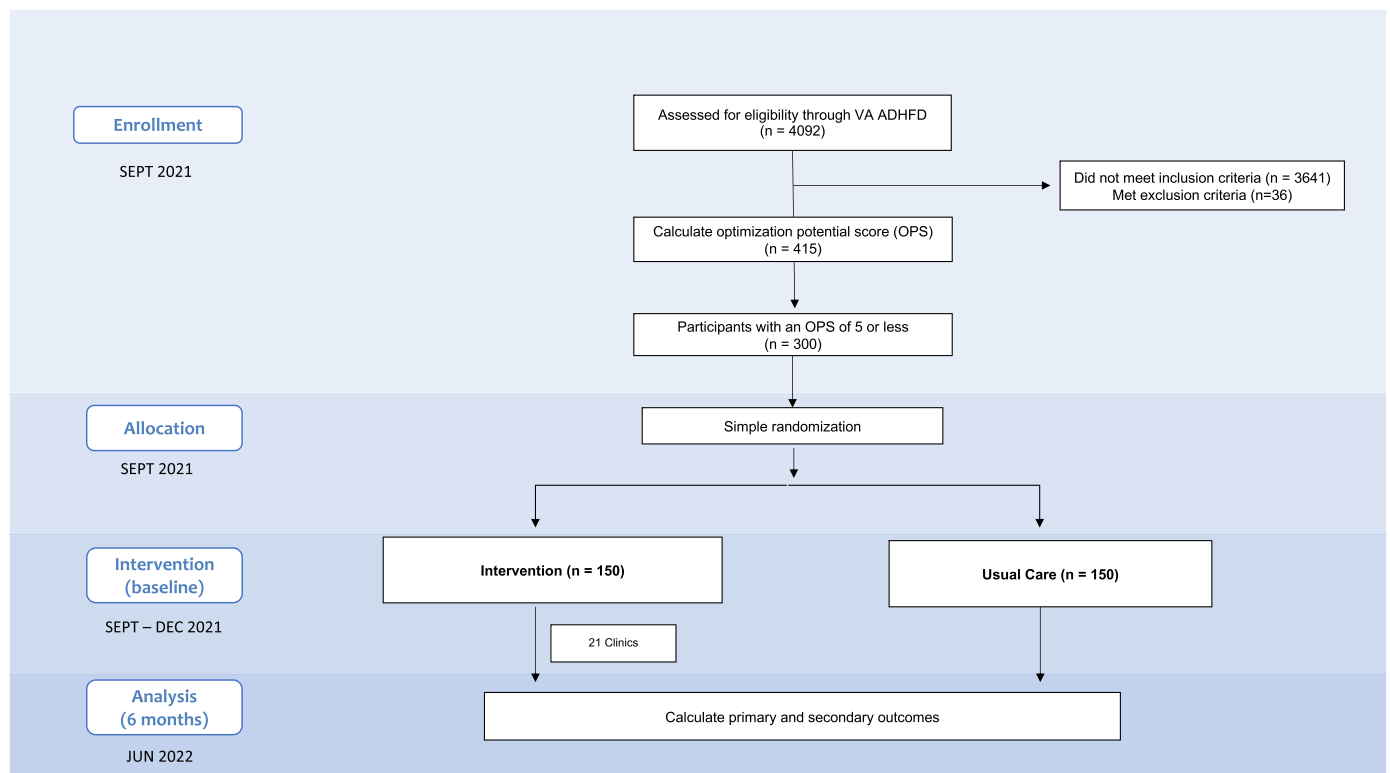 Enrollment
SEPT 2021
Assessed for eligibility through VA ADHFD
(n = 4092)
Did not meet inclusion criteria (n = 3641)
Met exclusion criteria (n=36)
Calculate optimization potential score (OPS)
(n = 415)
Participants with an OPS of 5 or less
(n = 300)
Allocation
SEPT 2021
Simple randomization
Intervention
(baseline)
SEPT – DEC 2021
Intervention (n = 150)
Usual Care (n = 150)
21 Clinics
Analysis
(6 months)
JUN 2022
Calculate primary and secondary outcomes